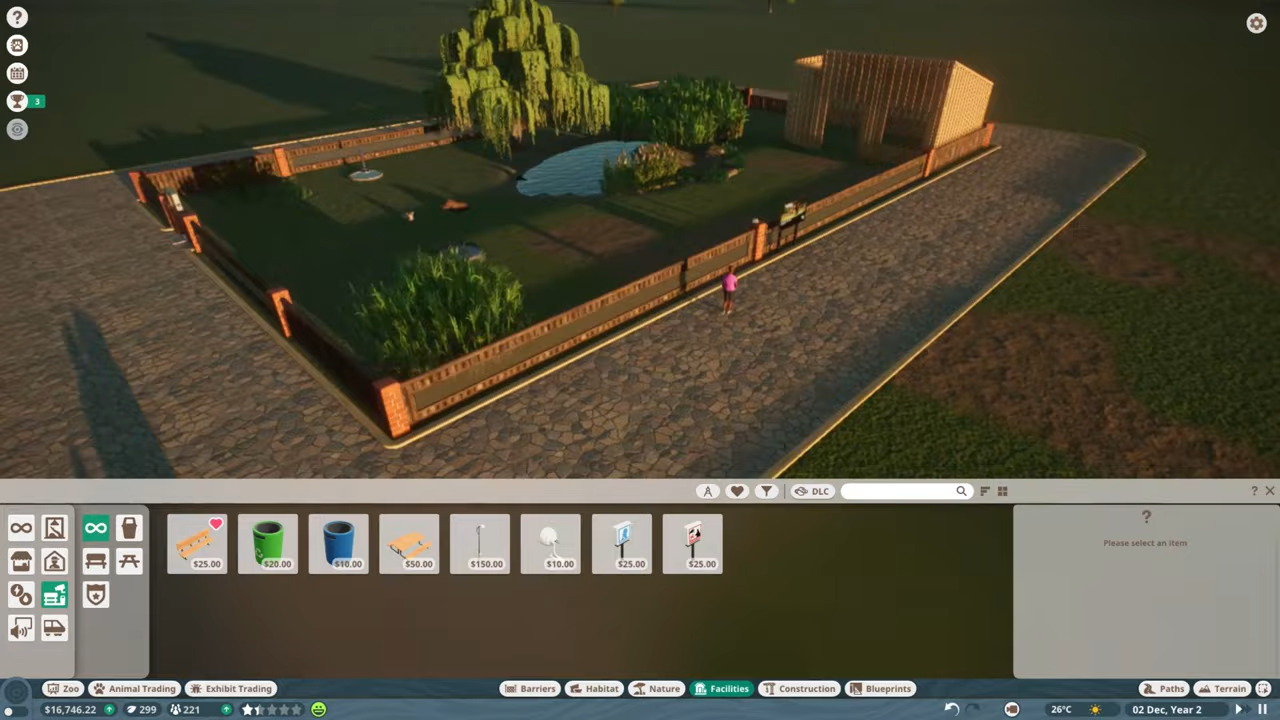 ?
3
DLC
?
$25.00
$20.00
$10.00
$50.00
$150.00
$10.00
$25.00
$25.00
?
Please select an item
Zoo
Animal Trading
Exhibit Trading
Barriers
Habitat
Nature
Facilities
Construction
Blueprints
Paths
Terrain
$16,746.22
299
221
26°C
02 Dec, Year 2